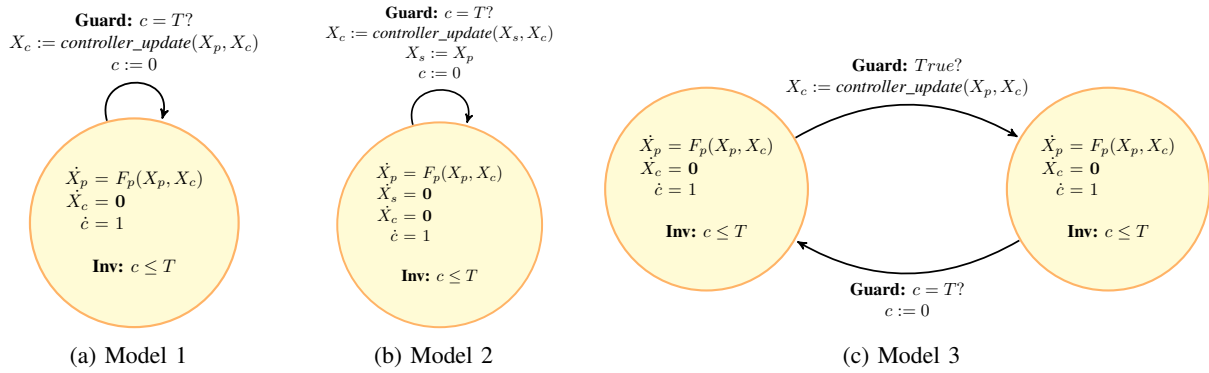 Guard: c = T?
X_c := controller_update(X_p, X_c)
c := 0
Ẋ_p = F_p(X_p, X_c)
Ẋ_c = 0
ċ = 1
Inv: c ≤ T
(a) Model 1
Guard: c = T?
X_c := controller_update(X_s, X_c)
X_s := X_p
c := 0
Ẋ_p = F_p(X_p, X_c)
Ẋ_s = 0
Ẋ_c = 0
ċ = 1
Inv: c ≤ T
(b) Model 2
Guard: True?
X_c := controller_update(X_p, X_c)
Ẋ_p = F_p(X_p, X_c)
Ẋ_c = 0
ċ = 1
Inv: c ≤ T
Ẋ_p = F_p(X_p, X_c)
Ẋ_c = 0
ċ = 1
Inv: c ≤ T
Guard: c = T?
c := 0
(c) Model 3